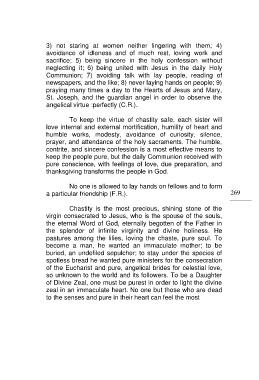 3) not staring at women neither lingering with them; 4)
avoidance of idleness and of much rest, loving work and
sacrifice; 5) being sincere in the holy confession without
neglecting it; 6) being united with Jesus in the daily Holy
Communion; 7) avoiding talk with lay people, reading of
newspapers, and the like; 8) never laying hands on people; 9)
praying many times a day to the Hearts of Jesus and Mary,
St. Joseph, and the guardian angel in order to observe the
angelical virtue perfectly (C.R.).
To keep the virtue of chastity safe, each sister will
love internal and external mortification, humility of heart and
humble works, modesty, avoidance of curiosity, silence,
prayer, and attendance of the holy sacraments. The humble,
contrite, and sincere confession is a most effective means to
keep the people pure, but the daily Communion received with
pure conscience, with feelings of love, due preparation, and
thanksgiving transforms the people in God.
No one is allowed to lay hands on fellows and to form
a particular friendship (F.R.).
269
Chastity is the most precious, shining stone of the
virgin consecrated to Jesus, who is the spouse of the souls,
the eternal Word of God, eternally begotten of the Father in
the splendor of infinite virginity and divine holiness. He
pastures among the lilies, loving the chaste, pure soul. To
become a man, he wanted an immaculate mother; to be
buried, an undefiled sepulcher; to stay under the species of
spotless bread he wanted pure ministers for the consecration
of the Eucharist and pure, angelical brides for celestial love,
so unknown to the world and its followers. To be a Daughter
of Divine Zeal, one must be purest in order to light the divine
zeal in an immaculate heart. No one but those who are dead
to the senses and pure in their heart can feel the most